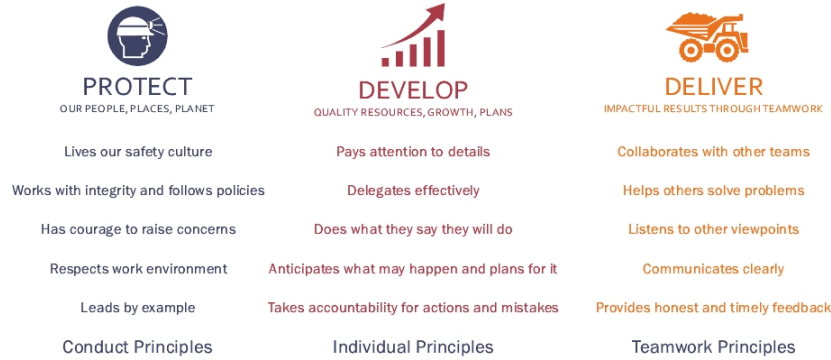 PROTECT
OUR PEOPLE, PLACES, PLANET
Lives our safety culture
Works with integrity and follows policies
Has courage to raise concerns
Respects work environment
Leads by example
Conduct Principles
DEVELOP
QUALITY RESOURCES, GROWTH, PLANS
Pays attention to details
Delegates effectively
Does what they say they will do
Anticipates what may happen and plans for it
Takes accountability for actions and mistakes
Individual Principles
DELIVER
IMPACTFUL RESULTS THROUGH TEAMWORK
Collaborates with other teams
Helps others solve problems
Listens to other viewpoints
Communicates clearly
Provides honest and timely feedback
Teamwork Principles